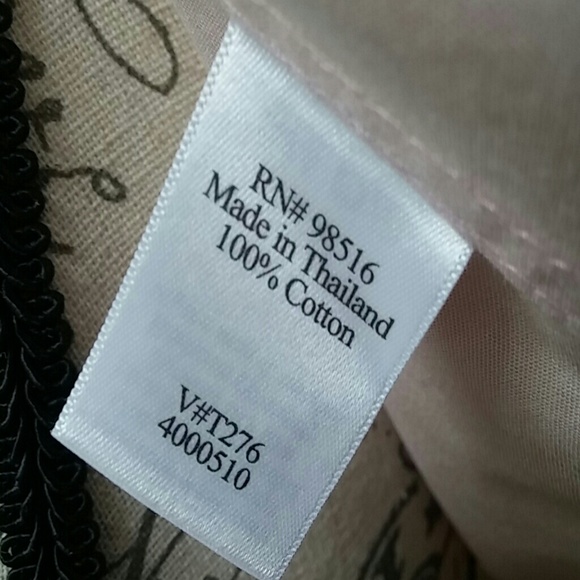 RN# 98516
Made in Thailand
100% Cotton
V#T276
4000510